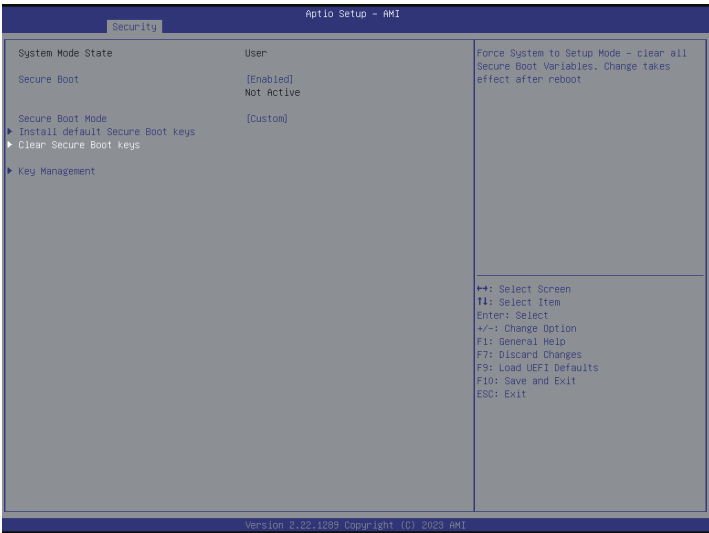 Aptio Setup – AMI
Security
System Mode State User
Secure Boot [Enabled]
Not Active
Secure Boot Mode [Custom]
Install default Secure Boot keys
Clear Secure Boot keys
Key Management
Force System to Setup Mode – clear all
Secure Boot Variables. Change takes
effect after reboot
↔: Select Screen
↑↓: Select Item
Enter: Select
+/-: Change Option
F1: General Help
F7: Discard Changes
F9: Load UEFI Defaults
F10: Save and Exit
ESC: Exit
Version 2.22.1289 Copyright (C) 2023 AMI